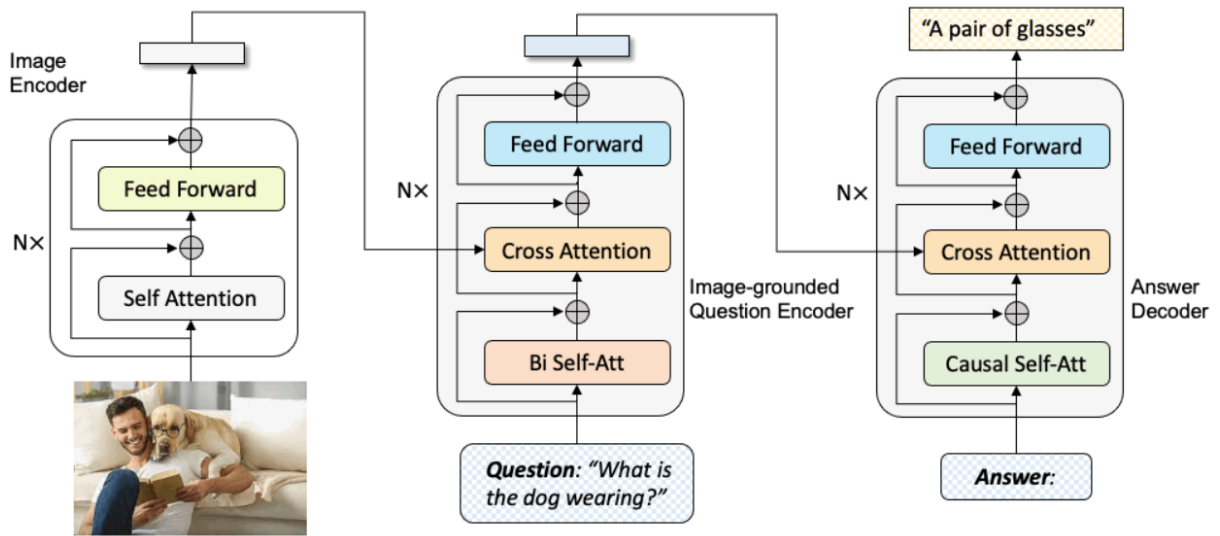 Image
Encoder
N×
Feed Forward
Self Attention
N×
Feed Forward
Cross Attention
Bi Self-Att
Image-grounded
Question Encoder
Question: “What is
the dog wearing?”
“A pair of glasses”
N×
Feed Forward
Cross Attention
Causal Self-Att
Answer
Decoder
Answer: